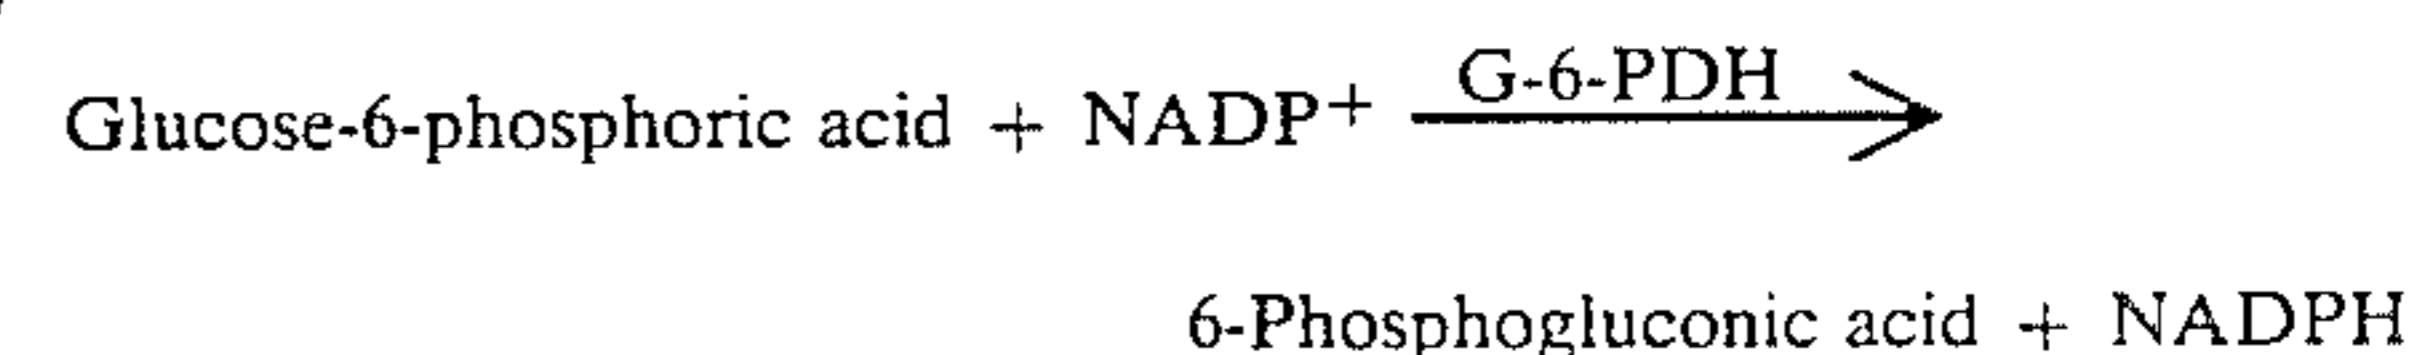 G-6-PDH
Glucose-6-phosphoric acid + NADP+
6-Phosphogluconic acid + NADPH